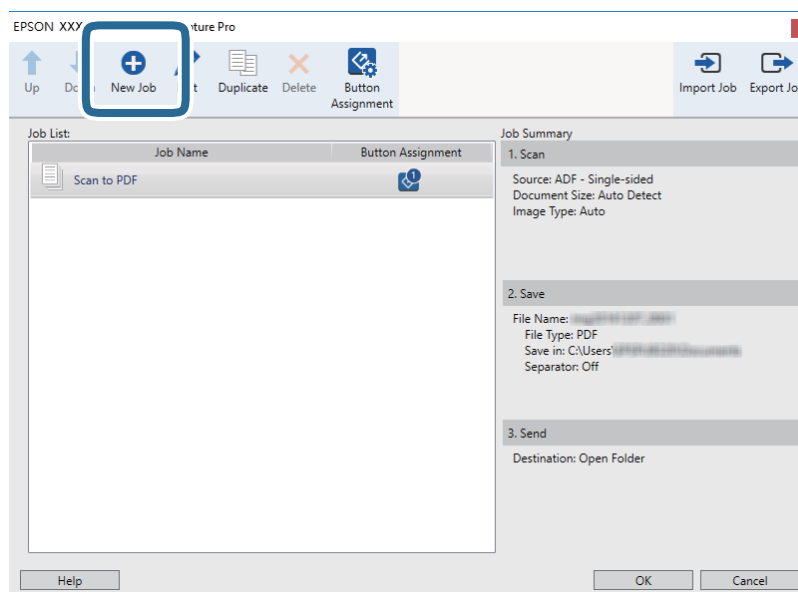 EPSON XXX ture Pro
Up
New Job
Duplicate
Delete
Button
Assignment
Import Job
Export Jo
Job List:
Job Name
Button Assignment
Scan to PDF
1
Job Summary
1. Scan
Source: ADF - Single-sided
Document Size: Auto Detect
Image Type: Auto
2. Save
File Name:
File Type: PDF
Save in: C:\Users\
Separator: Off
3. Send
Destination: Open Folder
Help
OK
Cancel